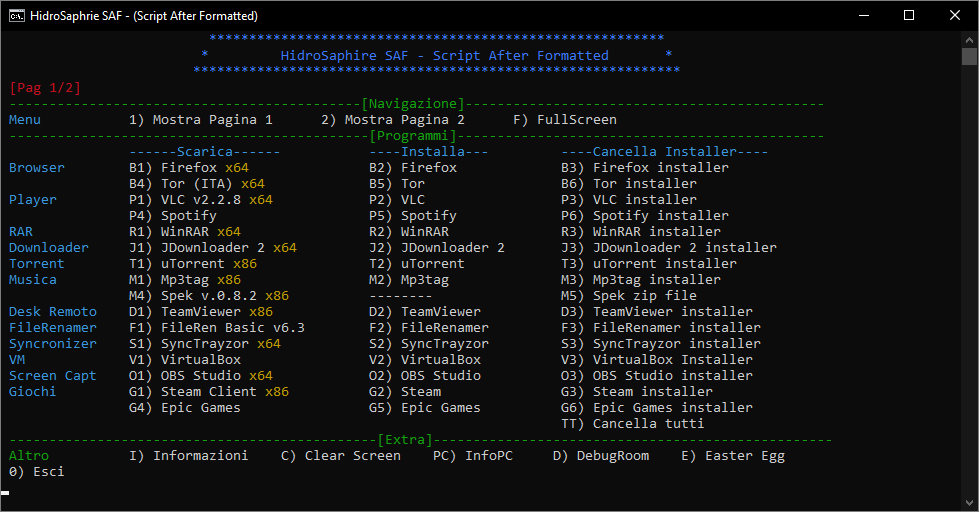 HidroSaphrie SAF - (Script After Formatted)
*********************************************************
* HidroSaphire SAF - Script After Formatted *
*************************************************************
[Pag 1/2]
--------------------------------------------[Navigazione]---------------------------------------------
Menu 1) Mostra Pagina 1 2) Mostra Pagina 2 F) FullScreen
---------------------------------------------[Programmi]----------------------------------------------
------Scarica------ ----Installa--- ----Cancella Installer----
Browser B1) Firefox x64 B2) Firefox B3) Firefox installer
B4) Tor (ITA) x64 B5) Tor B6) Tor installer
Player P1) VLC v2.2.8 x64 P2) VLC P3) VLC installer
P4) Spotify P5) Spotify P6) Spotify installer
RAR R1) WinRAR x64 R2) WinRAR R3) WinRAR installer
Downloader J1) JDownloader 2 x64 J2) JDownloader 2 J3) JDownloader 2 installer
Torrent T1) uTorrent x86 T2) uTorrent T3) uTorrent installer
Musica M1) Mp3tag x86 M2) Mp3tag M3) Mp3tag installer
M4) Spek v.0.8.2 x86 -------- M5) Spek zip file
Desk Remoto D1) TeamViewer x86 D2) TeamViewer D3) TeamViewer installer
FileRenamer F1) FileRen Basic v6.3 F2) FileRenamer F3) FileRenamer installer
Syncronizer S1) SyncTrayzor x64 S2) SyncTrayzor S3) SyncTrayzor installer
VM V1) VirtualBox V2) VirtualBox V3) VirtualBox Installer
Screen Capt O1) OBS Studio x64 O2) OBS Studio O3) OBS Studio installer
Giochi G1) Steam Client x86 G2) Steam G3) Steam installer
G4) Epic Games G5) Epic Games G6) Epic Games installer
TT) Cancella tutti
----------------------------------------------[Extra]--------------------------------------------------
Altro I) Informazioni C) Clear Screen PC) InfoPC D) DebugRoom E) Easter Egg
0) Esci